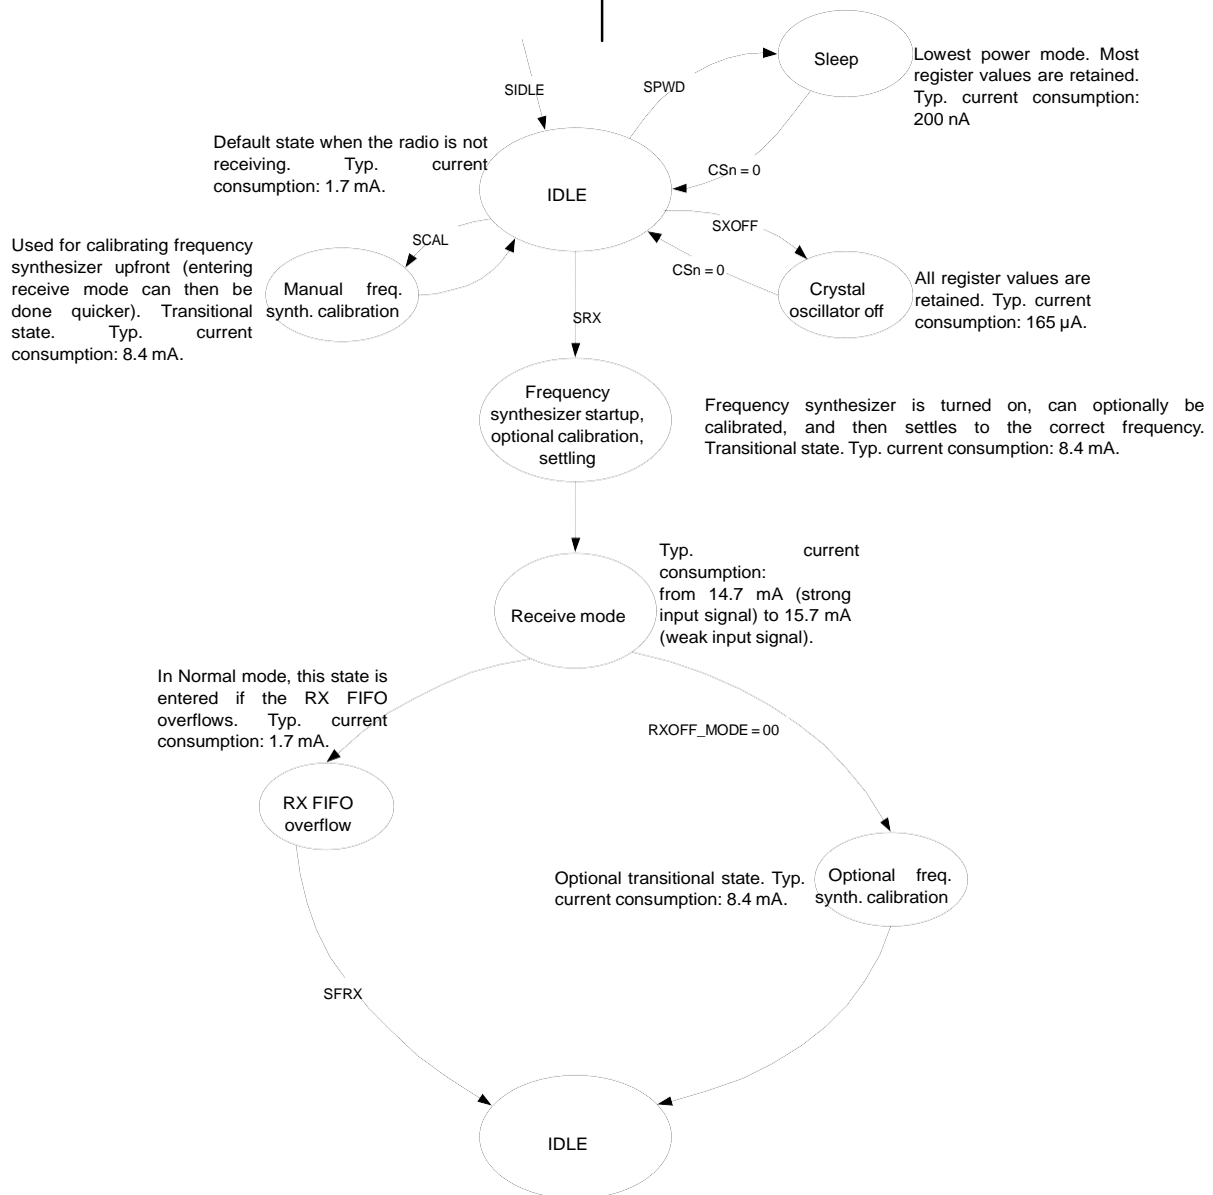 Sleep
Lowest power mode. Most
register values are retained.
Typ. current consumption:
200 nA
SIDLE
SPWD
Default state when the radio is not
receiving. Typ. current
consumption: 1.7 mA.
CSn = 0
IDLE
SXOFF
SCAL
Used for calibrating frequency
synthesizer upfront (entering
receive mode can then be
done quicker). Transitional
state. Typ. current
consumption: 8.4 mA.
Manual freq.
synth. calibration
CSn = 0
Crystal
oscillator off
All register values are
retained. Typ. current
consumption: 165 µA.
SRX
Frequency
synthesizer startup,
optional calibration,
settling
Frequency synthesizer is turned on, can optionally be
calibrated, and then settles to the correct frequency.
Transitional state. Typ. current consumption: 8.4 mA.
Receive mode
Typ. current
consumption:
from 14.7 mA (strong
input signal) to 15.7 mA
(weak input signal).
In Normal mode, this state is
entered if the RX FIFO
overflows. Typ. current
consumption: 1.7 mA.
RXOFF_MODE = 00
RX FIFO
overflow
Optional transitional state. Typ.
current consumption: 8.4 mA.
Optional freq.
synth. calibration
SFRX
IDLE